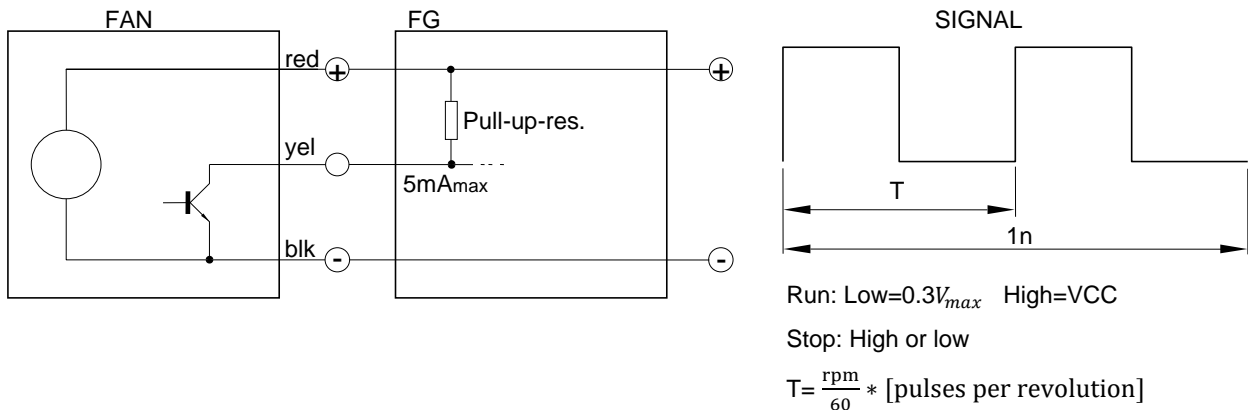 FAN
FG
SIGNAL
red
+
+
Pull-up-res.
yel
5mAmax
blk
-
-
T
1n
Run: Low=0.3Vmax High=VCC
Stop: High or low
T= rpm/60 * [pulses per revolution]